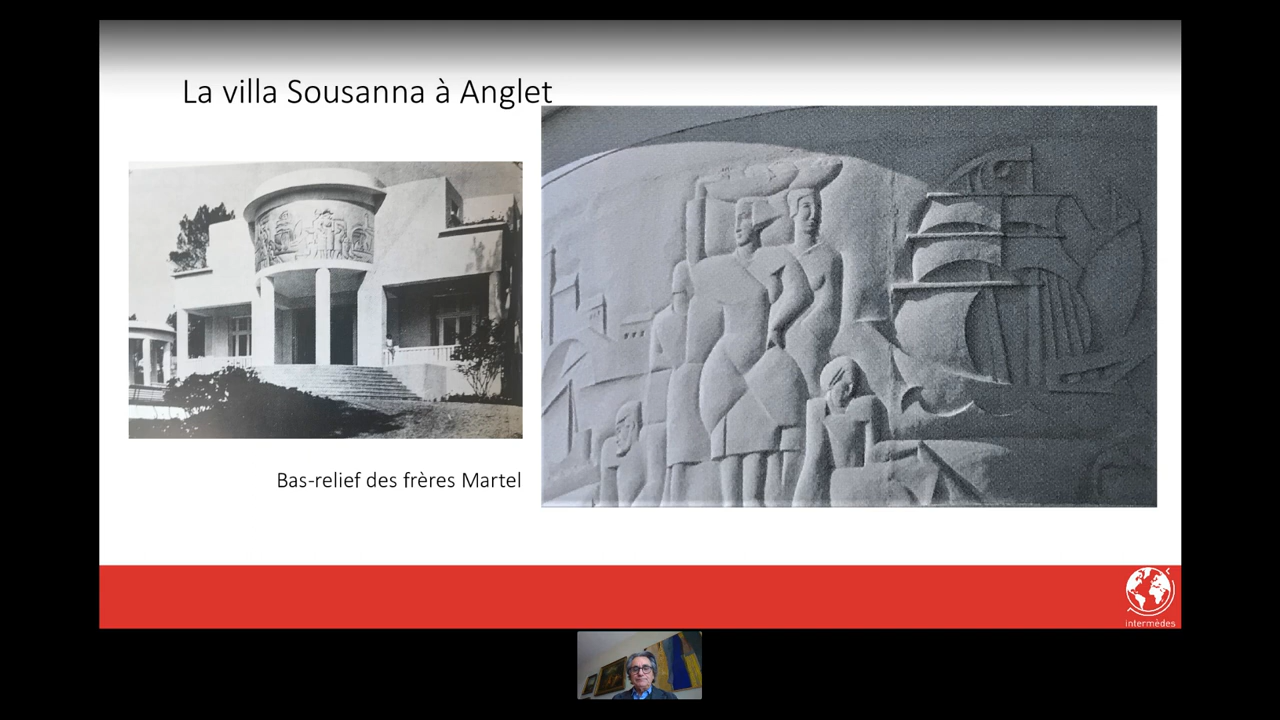 La villa Sousanna à Anglet
Bas-relief des frères Martel
intermèdes